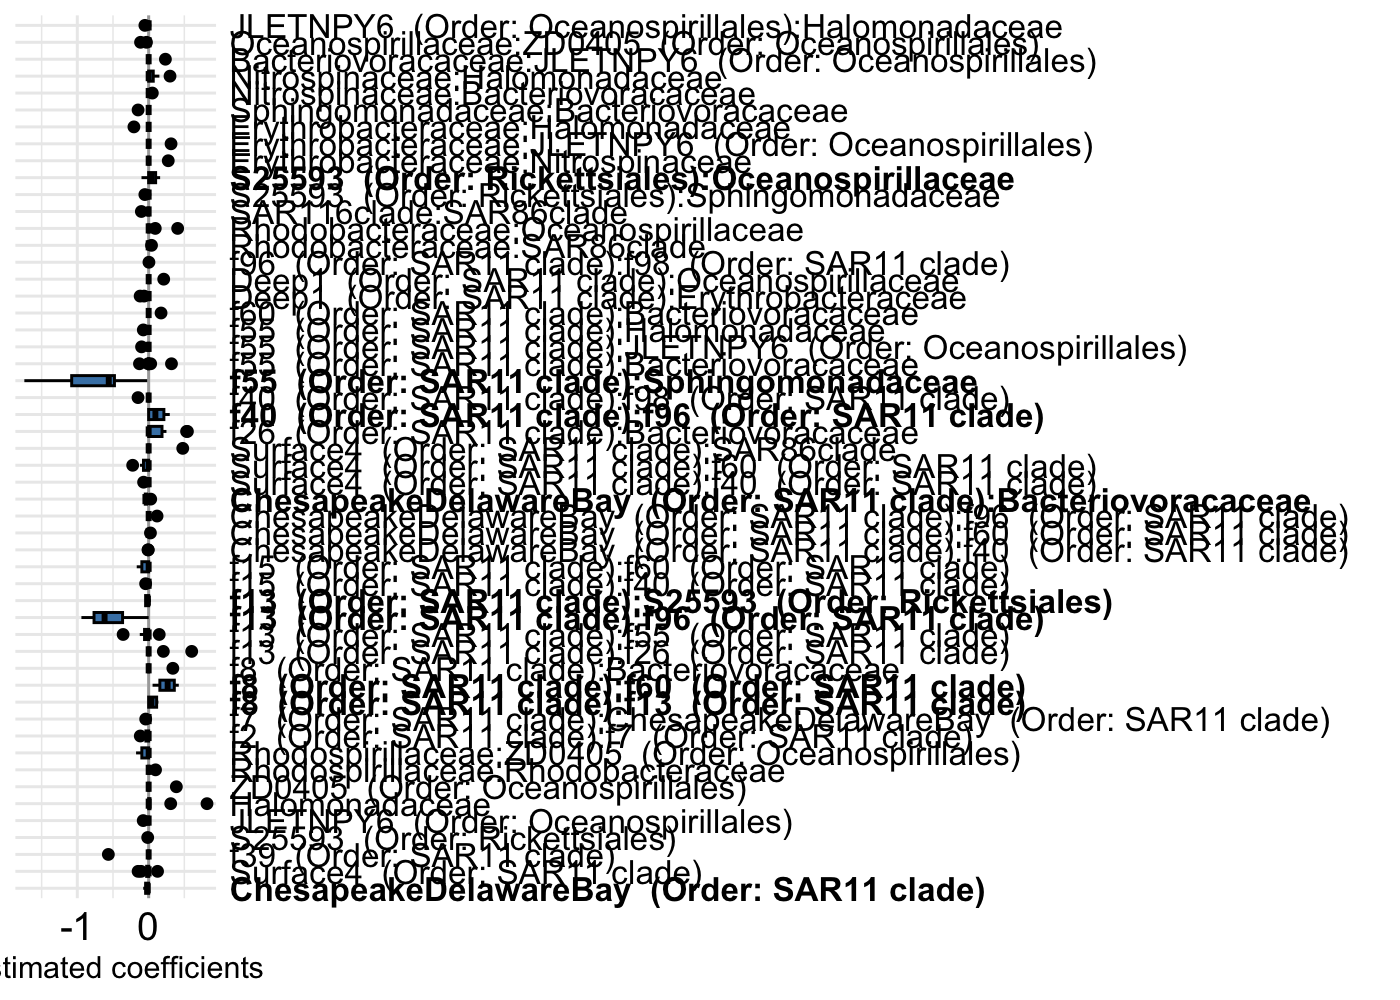 JLETNPY6 (Order: Oceanospirillales):Halomonadaceae
Oceanospirillaceae:ZD0405 (Order: Oceanospirillales)
Bacteriovoracaceae:JLETNPY6 (Order: Oceanospirillales)
Nitrospinaceae:Halomonadaceae
Nitrospinaceae:Bacteriovoracaceae
Sphingomonadaceae:Bacteriovoracaceae
Erythrobacteraceae:Halomonadaceae
Erythrobacteraceae:JLETNPY6 (Order: Oceanospirillales)
Erythrobacteraceae:Nitrospinaceae
S25593 (Order: Rickettsiales):Oceanospirillaceae
S25593 (Order: Rickettsiales):Sphingomonadaceae
SAR116clade:SAR86clade
Rhodobacteraceae:Oceanospirillaceae
Rhodobacteraceae:SAR86clade
f96 (Order: SAR11 clade):f98 (Order: SAR11 clade)
Deep1 (Order: SAR11 clade):Oceanospirillaceae
Deep1 (Order: SAR11 clade):Erythrobacteraceae
f60 (Order: SAR11 clade):Bacteriovoracaceae
f55 (Order: SAR11 clade):Halomonadaceae
f55 (Order: SAR11 clade):JLETNPY6 (Order: Oceanospirillales)
f55 (Order: SAR11 clade):Bacteriovoracaceae
f55 (Order: SAR11 clade):Sphingomonadaceae
f40 (Order: SAR11 clade):f98 (Order: SAR11 clade)
f40 (Order: SAR11 clade):f96 (Order: SAR11 clade)
f26 (Order: SAR11 clade):Bacteriovoracaceae
Surface4 (Order: SAR11 clade):SAR86clade
Surface4 (Order: SAR11 clade):f60 (Order: SAR11 clade)
Surface4 (Order: SAR11 clade):f40 (Order: SAR11 clade)
ChesapeakeDelawareBay (Order: SAR11 clade):Bacteriovoracaceae
ChesapeakeDelawareBay (Order: SAR11 clade):f96 (Order: SAR11 clade)
ChesapeakeDelawareBay (Order: SAR11 clade):f60 (Order: SAR11 clade)
ChesapeakeDelawareBay (Order: SAR11 clade):f40 (Order: SAR11 clade)
f15 (Order: SAR11 clade):f60 (Order: SAR11 clade)
f15 (Order: SAR11 clade):f40 (Order: SAR11 clade)
f13 (Order: SAR11 clade):S25593 (Order: Rickettsiales)
f13 (Order: SAR11 clade):f96 (Order: SAR11 clade)
f13 (Order: SAR11 clade):f55 (Order: SAR11 clade)
f13 (Order: SAR11 clade):f26 (Order: SAR11 clade)
f8 (Order: SAR11 clade):Bacteriovoracaceae
f8 (Order: SAR11 clade):f60 (Order: SAR11 clade)
f8 (Order: SAR11 clade):f13 (Order: SAR11 clade)
f7 (Order: SAR11 clade):ChesapeakeDelawareBay (Order: SAR11 clade)
f2 (Order: SAR11 clade):f7 (Order: SAR11 clade)
Rhodospirillaceae:ZD0405 (Order: Oceanospirillales)
Rhodospirillaceae:Rhodobacteraceae
ZD0405 (Order: Oceanospirillales)
Halomonadaceae
JLETNPY6 (Order: Oceanospirillales)
S25593 (Order: Rickettsiales)
f39 (Order: SAR11 clade)
Surface4 (Order: SAR11 clade)
ChesapeakeDelawareBay (Order: SAR11 clade)
-1 0
stimated coefficients